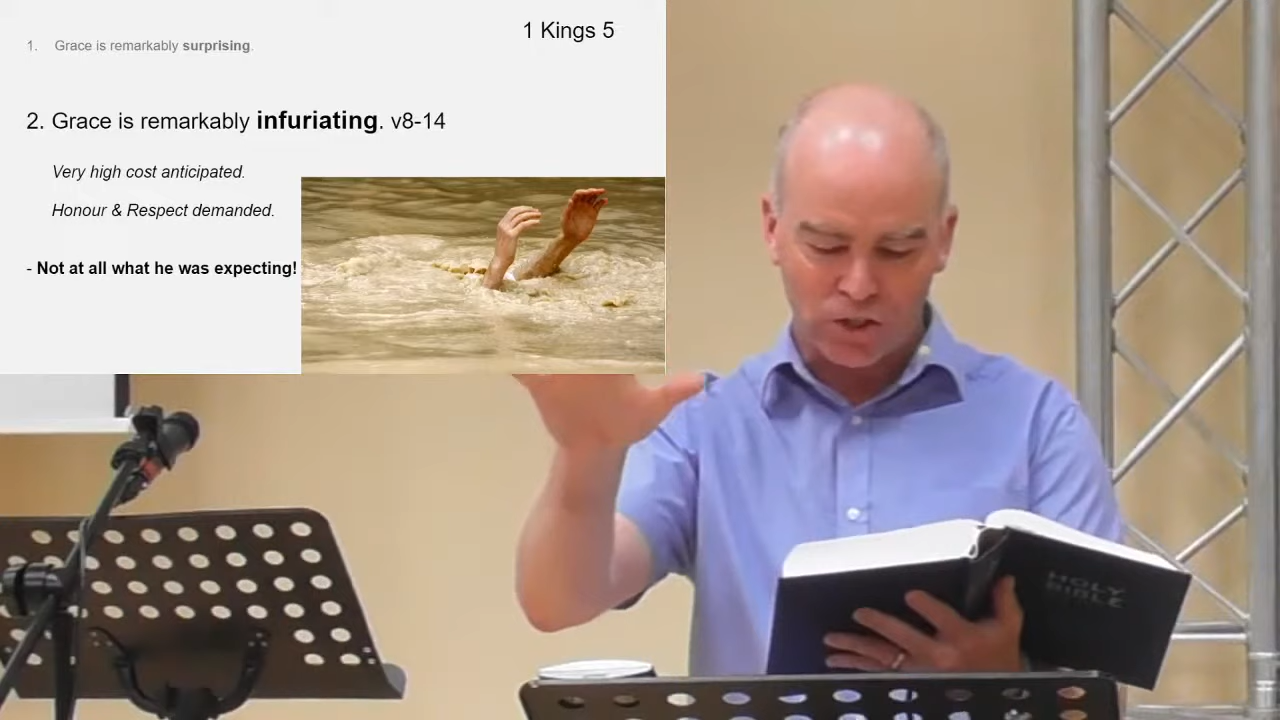 1 Kings 5
1. Grace is remarkably surprising.
2. Grace is remarkably infuriating. v8-14
Very high cost anticipated.
Honour & Respect demanded.
- Not at all what he was expecting!
HOLY
BIBLE